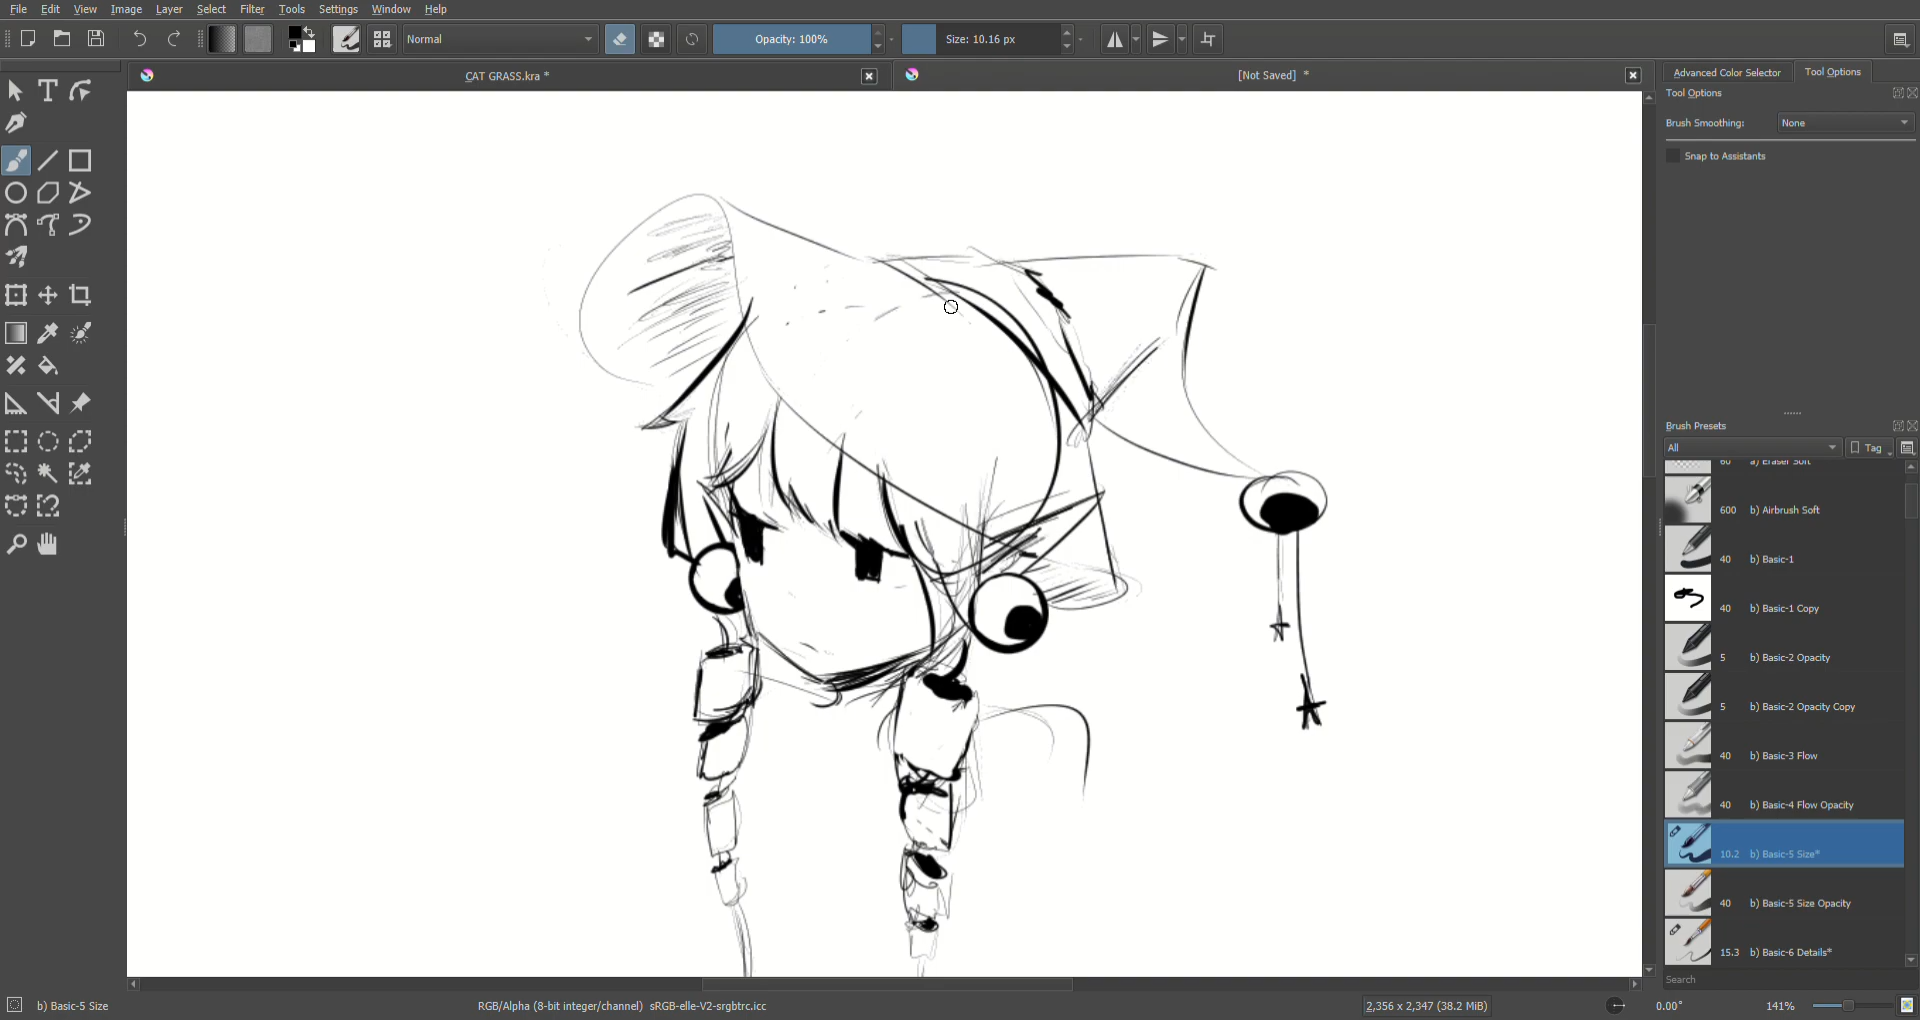 File Edit View Image Layer Select Filter Tools Settings Window Help
Normal Opacity: 100% Size: 10.16 px
CAT GRASS.kra * [Not Saved] *
Advanced Color Selector Tool Options
Tool Options
Brush Smoothing: None
Snap to Assistants
Brush Presets
All Tag
60 a) Eraser Soft
600 b) Airbrush Soft
40 b) Basic-1
40 b) Basic-1 Copy
5 b) Basic-2 Opacity
5 b) Basic-2 Opacity Copy
40 b) Basic-3 Flow
40 b) Basic-4 Flow Opacity
10.2 b) Basic-5 Size*
40 b) Basic-5 Size Opacity
15.3 b) Basic-6 Details*
Search
b) Basic-5 Size RGB/Alpha (8-bit integer/channel) sRGB-elle-V2-srgbtrc.icc 2,356 x 2,347 (38.2 MiB) 0.00° 141%